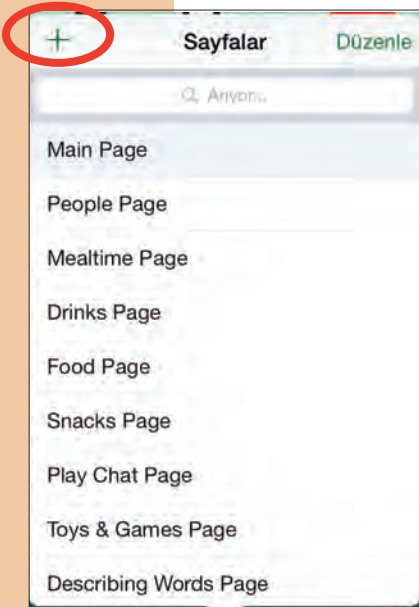 + Sayfalar Düzenle
Arıyor...
Main Page
People Page
Mealtime Page
Drinks Page
Food Page
Snacks Page
Play Chat Page
Toys & Games Page
Describing Words Page